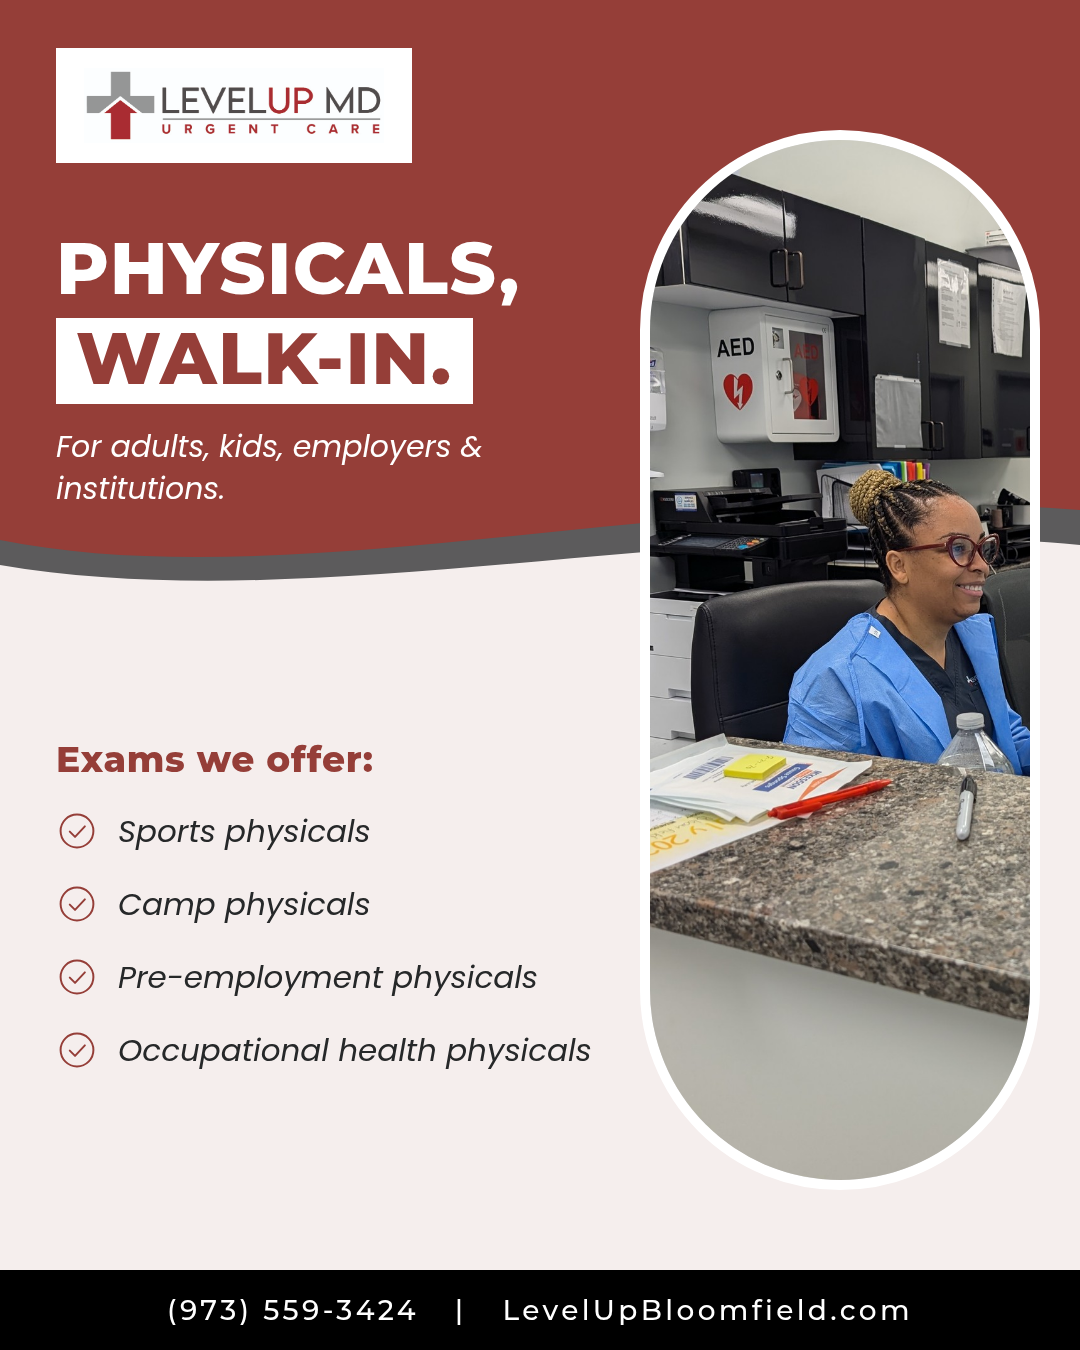 LEVELUP MD
URGENT CARE
PHYSICALS,
WALK-IN.
For adults, kids, employers &
institutions.
AED
Exams we offer:
Sports physicals
Camp physicals
Pre-employment physicals
Occupational health physicals
(973) 559-3424 | LevelUpBloomfield.com